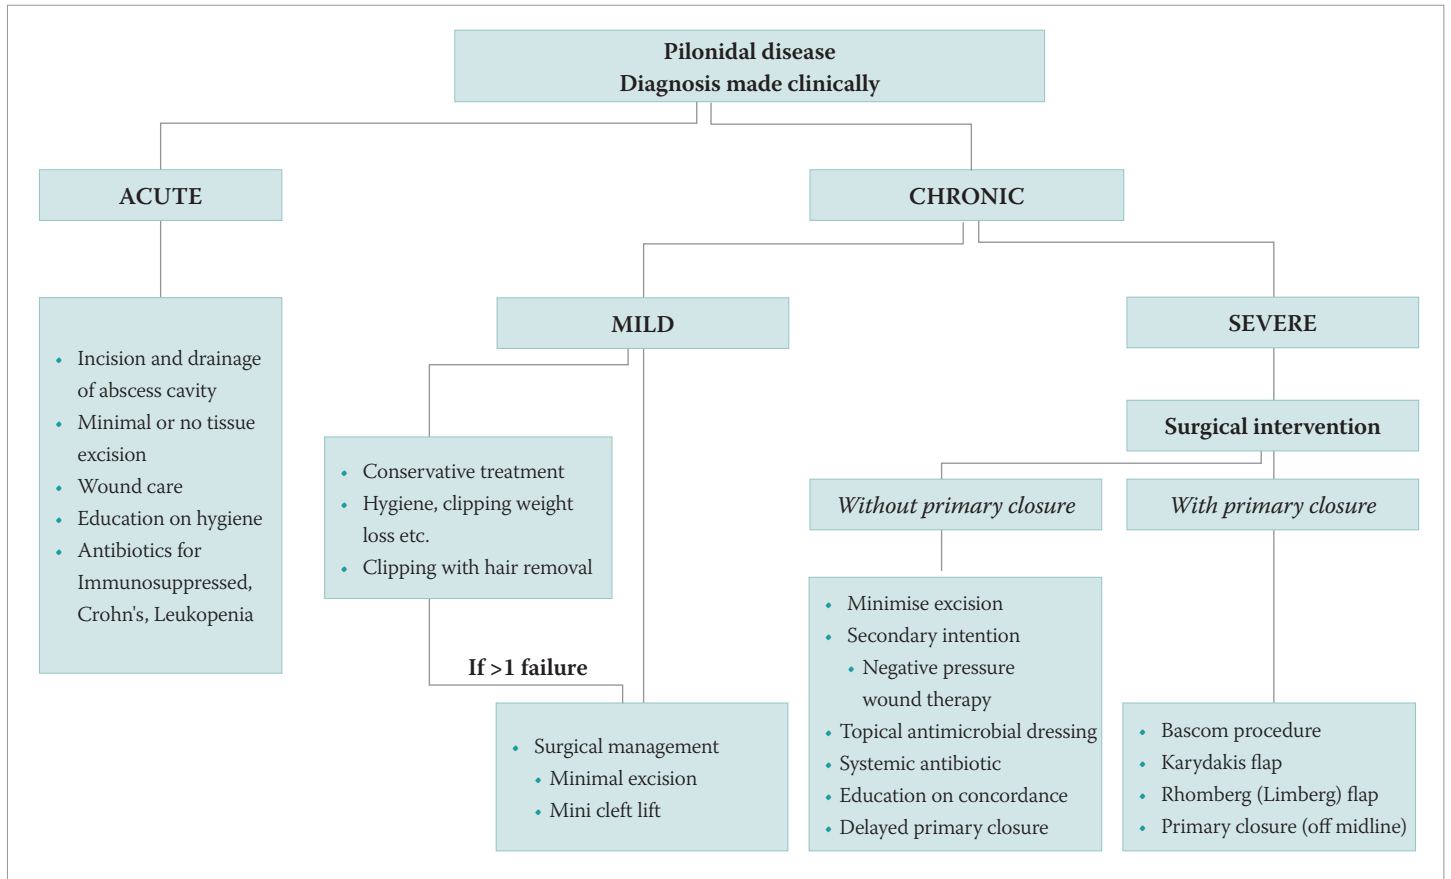 Pilonidal disease
Diagnosis made clinically
ACUTE
CHRONIC
• Incision and drainage
of abscess cavity
• Minimal or no tissue
excision
• Wound care
• Education on hygiene
• Antibiotics for
Immunosuppressed,
Crohn's, Leukopenia
MILD
SEVERE
• Conservative treatment
• Hygiene, clipping weight
loss etc.
• Clipping with hair removal
If >1 failure
• Surgical management
• Minimal excision
• Mini cleft lift
Surgical intervention
Without primary closure
With primary closure
• Minimise excision
• Secondary intention
• Negative pressure
wound therapy
• Topical antimicrobial dressing
• Systemic antibiotic
• Education on concordance
• Delayed primary closure
• Bascom procedure
• Karydakis flap
• Rhomberg (Limberg) flap
• Primary closure (off midline)